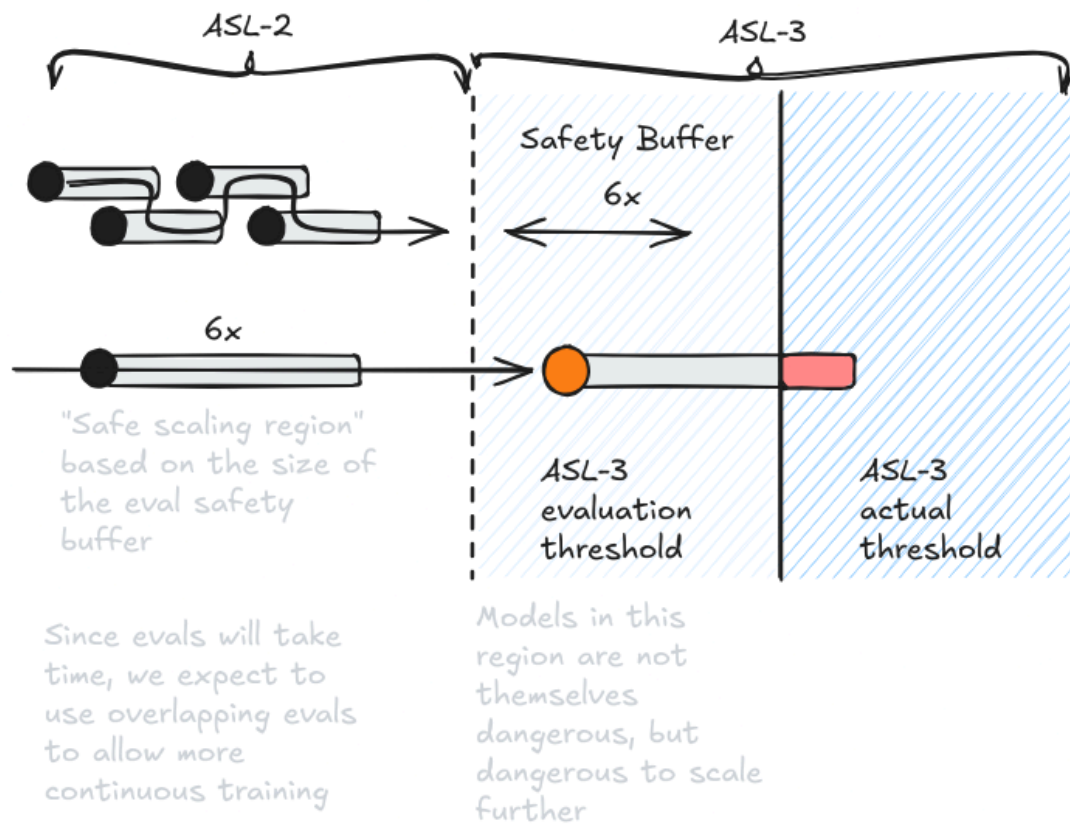 ASL-2
ASL-3
Safety Buffer
6x
6x
"Safe scaling region"
based on the size of
the eval safety
buffer
ASL-3
evaluation
threshold
ASL-3
actual
threshold
Since evals will take
time, we expect to
use overlapping evals
to allow more
continuous training
Models in this
region are not
themselves
dangerous, but
dangerous to scale
further